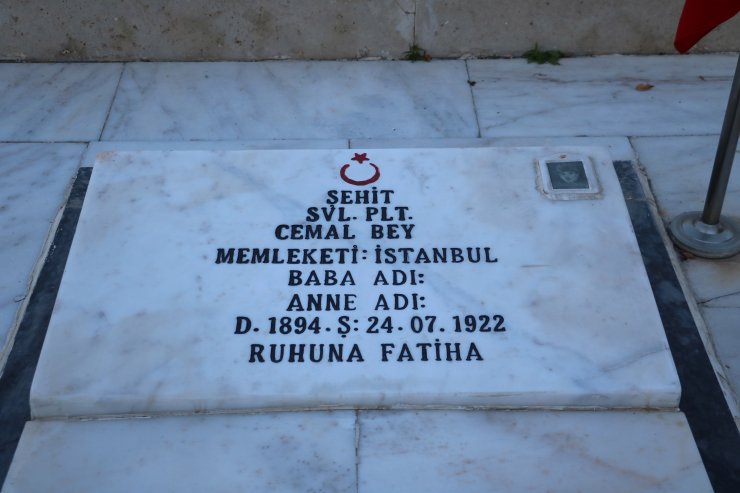 ŞEHİT
SVL. PLT.
CEMAL BEY
MEMLEKETİ: İSTANBUL
BABA ADI:
ANNE ADI:
D. 1894. Ş: 24. 07. 1922
RUHUNA FATİHA